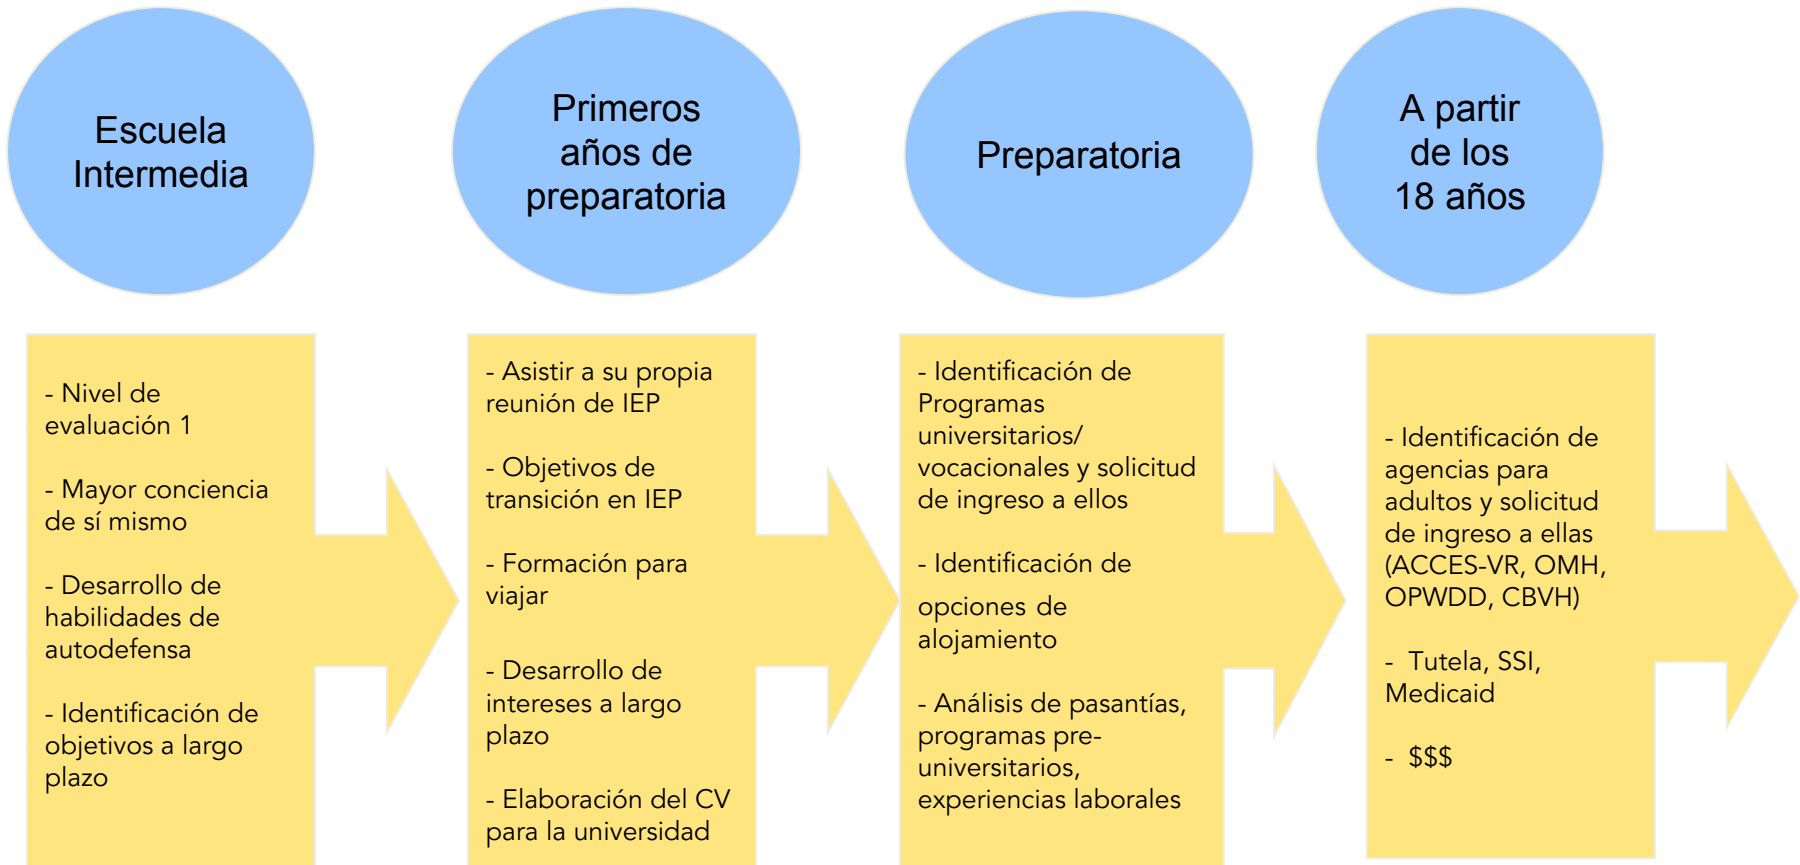 Escuela
Intermedia
Primeros
años de
preparatoria
Preparatoria
A partir
de los
18 años
- Nivel de
evaluación 1
- Mayor conciencia
de sí mismo
- Desarrollo de
habilidades de
autodefensa
- Identificación de
objetivos a largo
plazo
- Asistir a su propia
reunión de IEP
- Objetivos de
transición en IEP
- Formación para
viajar
- Desarrollo de
intereses a largo
plazo
- Elaboración del CV
para la universidad
- Identificación de
Programas
universitarios/
vocacionales y solicitud
de ingreso a ellos
- Identificación de
opciones de
alojamiento
- Análisis de pasantías,
programas pre-
universitarios,
experiencias laborales
- Identificación de
agencias para
adultos y solicitud
de ingreso a ellas
(ACCES-VR, OMH,
OPWDD, CBVH)
- Tutela, SSI,
Medicaid
- $$$